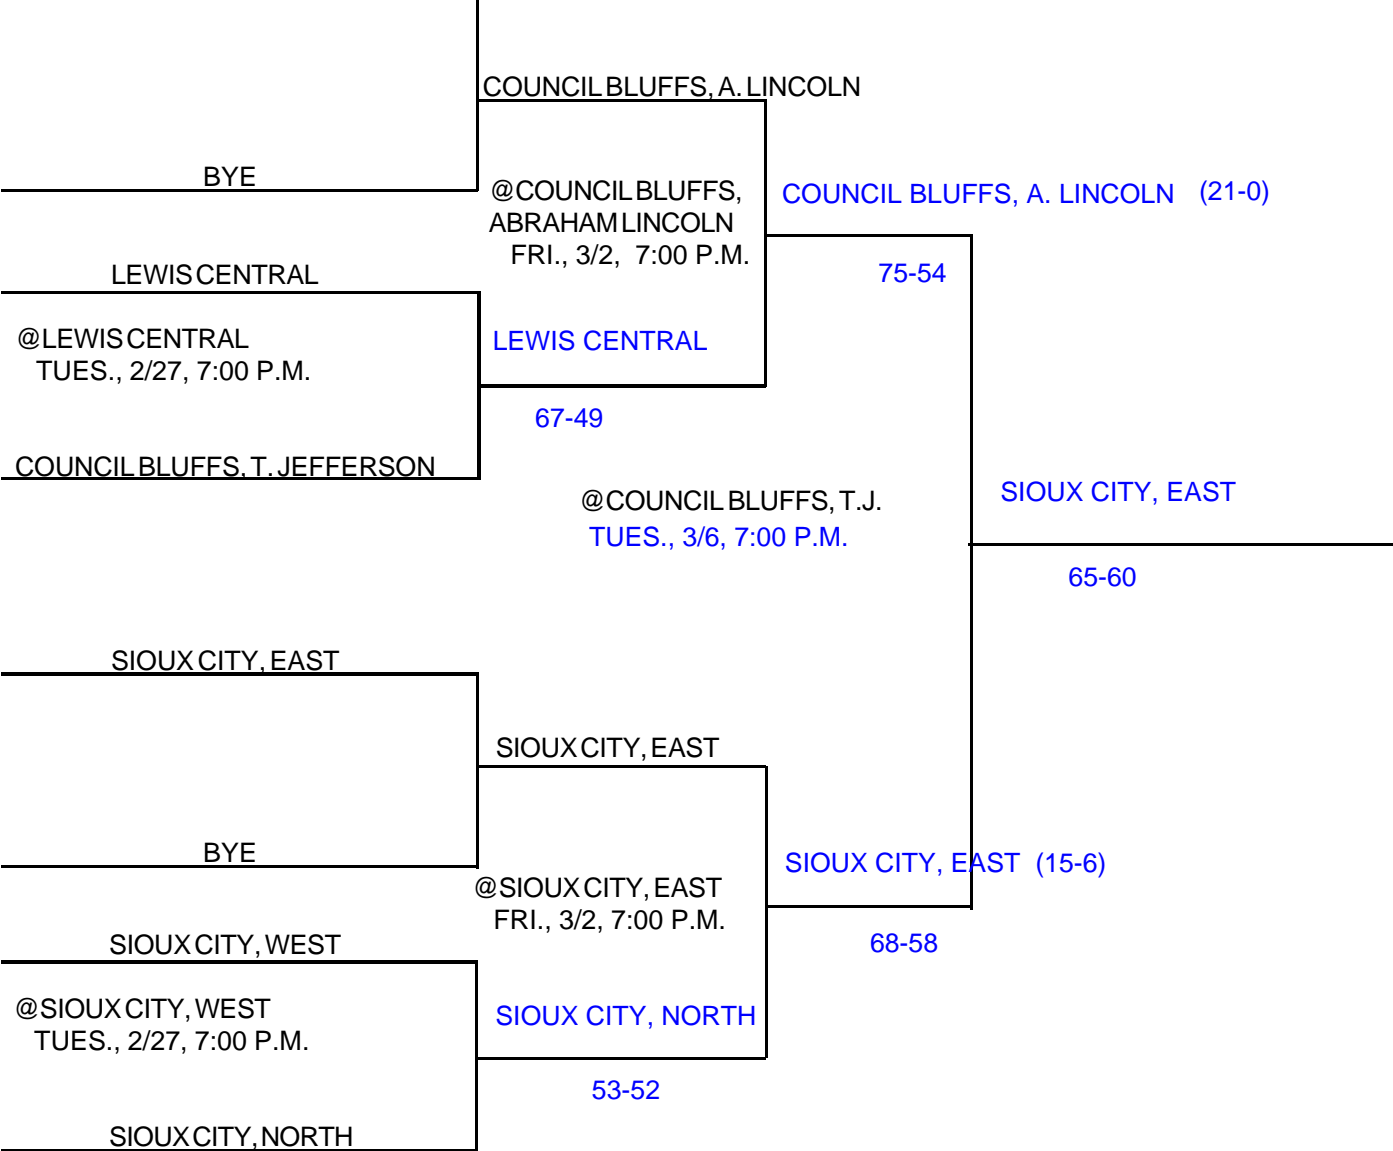 COUNCIL BLUFFS, A. LINCOLN
BYE
@COUNCIL BLUFFS,
ABRAHAM LINCOLN
FRI., 3/2, 7:00 P.M.
COUNCIL BLUFFS, A. LINCOLN (21-0)
75-54
LEWIS CENTRAL
@LEWIS CENTRAL
TUES., 2/27, 7:00 P.M.
LEWIS CENTRAL
67-49
COUNCIL BLUFFS, T. JEFFERSON
@COUNCIL BLUFFS, T.J.
TUES., 3/6, 7:00 P.M.
SIOUX CITY, EAST
65-60
SIOUX CITY, EAST
SIOUX CITY, EAST
BYE
@SIOUX CITY, EAST
FRI., 3/2, 7:00 P.M.
SIOUX CITY, EAST (15-6)
68-58
SIOUX CITY, WEST
@SIOUX CITY, WEST
TUES., 2/27, 7:00 P.M.
SIOUX CITY, NORTH
53-52
SIOUX CITY, NORTH